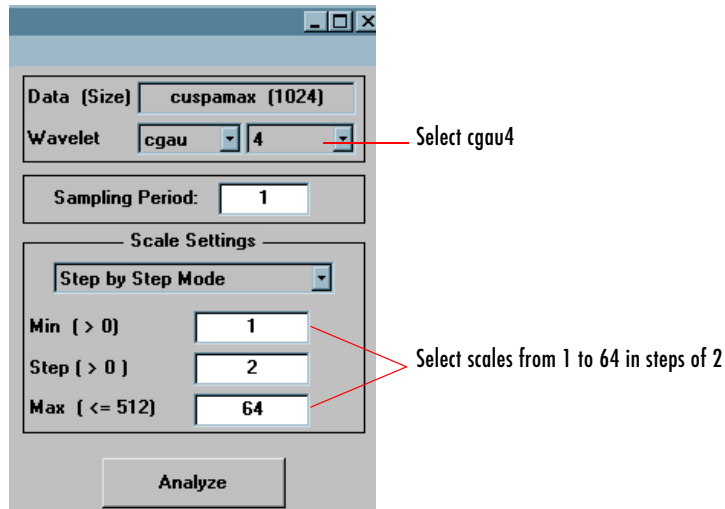 Data (Size) cuspamax (1024)
Wavelet cgau 4
Select cgau4
Sampling Period: 1
Scale Settings
Step by Step Mode
Min ( > 0) 1
Step ( > 0 ) 2
Select scales from 1 to 64 in steps of 2
Max ( <= 512) 64
Analyze